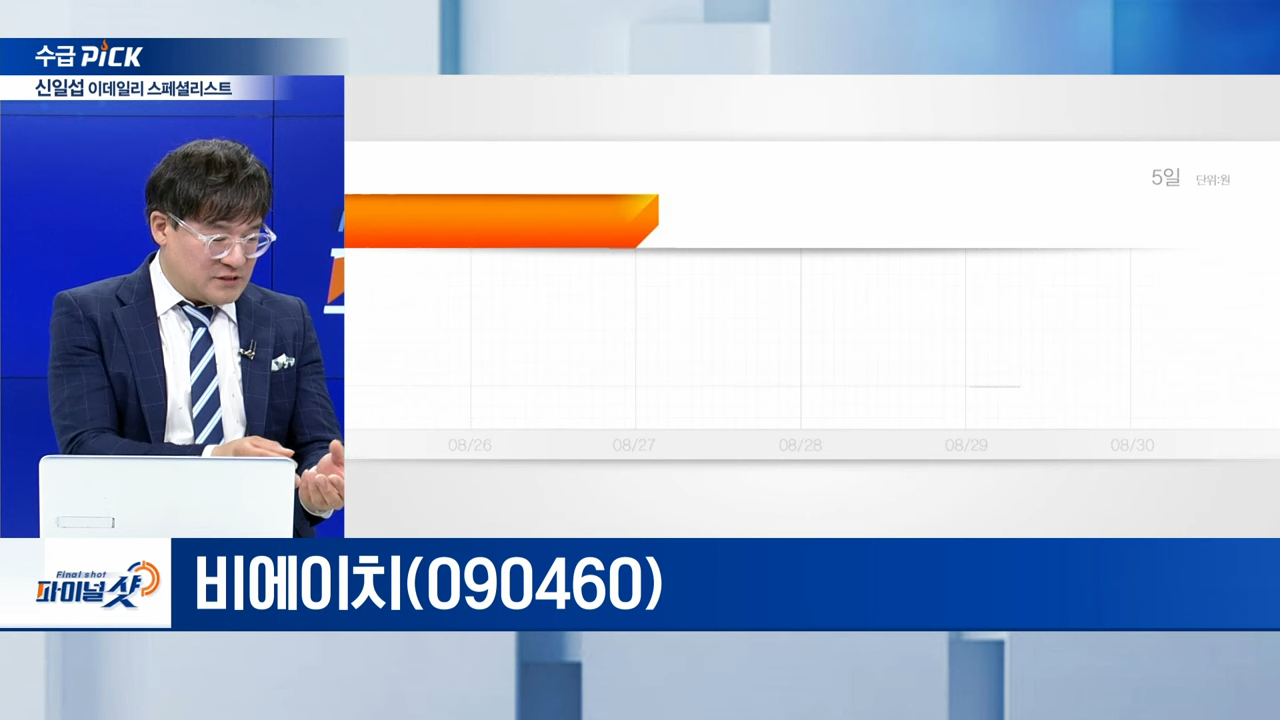 수급 PiCK
신일섭 이데일리 스페셜리스트
5일 단위:원
08/26 08/27 08/28 08/29 08/30
Final shot
파이널샷
비에이치(090460)